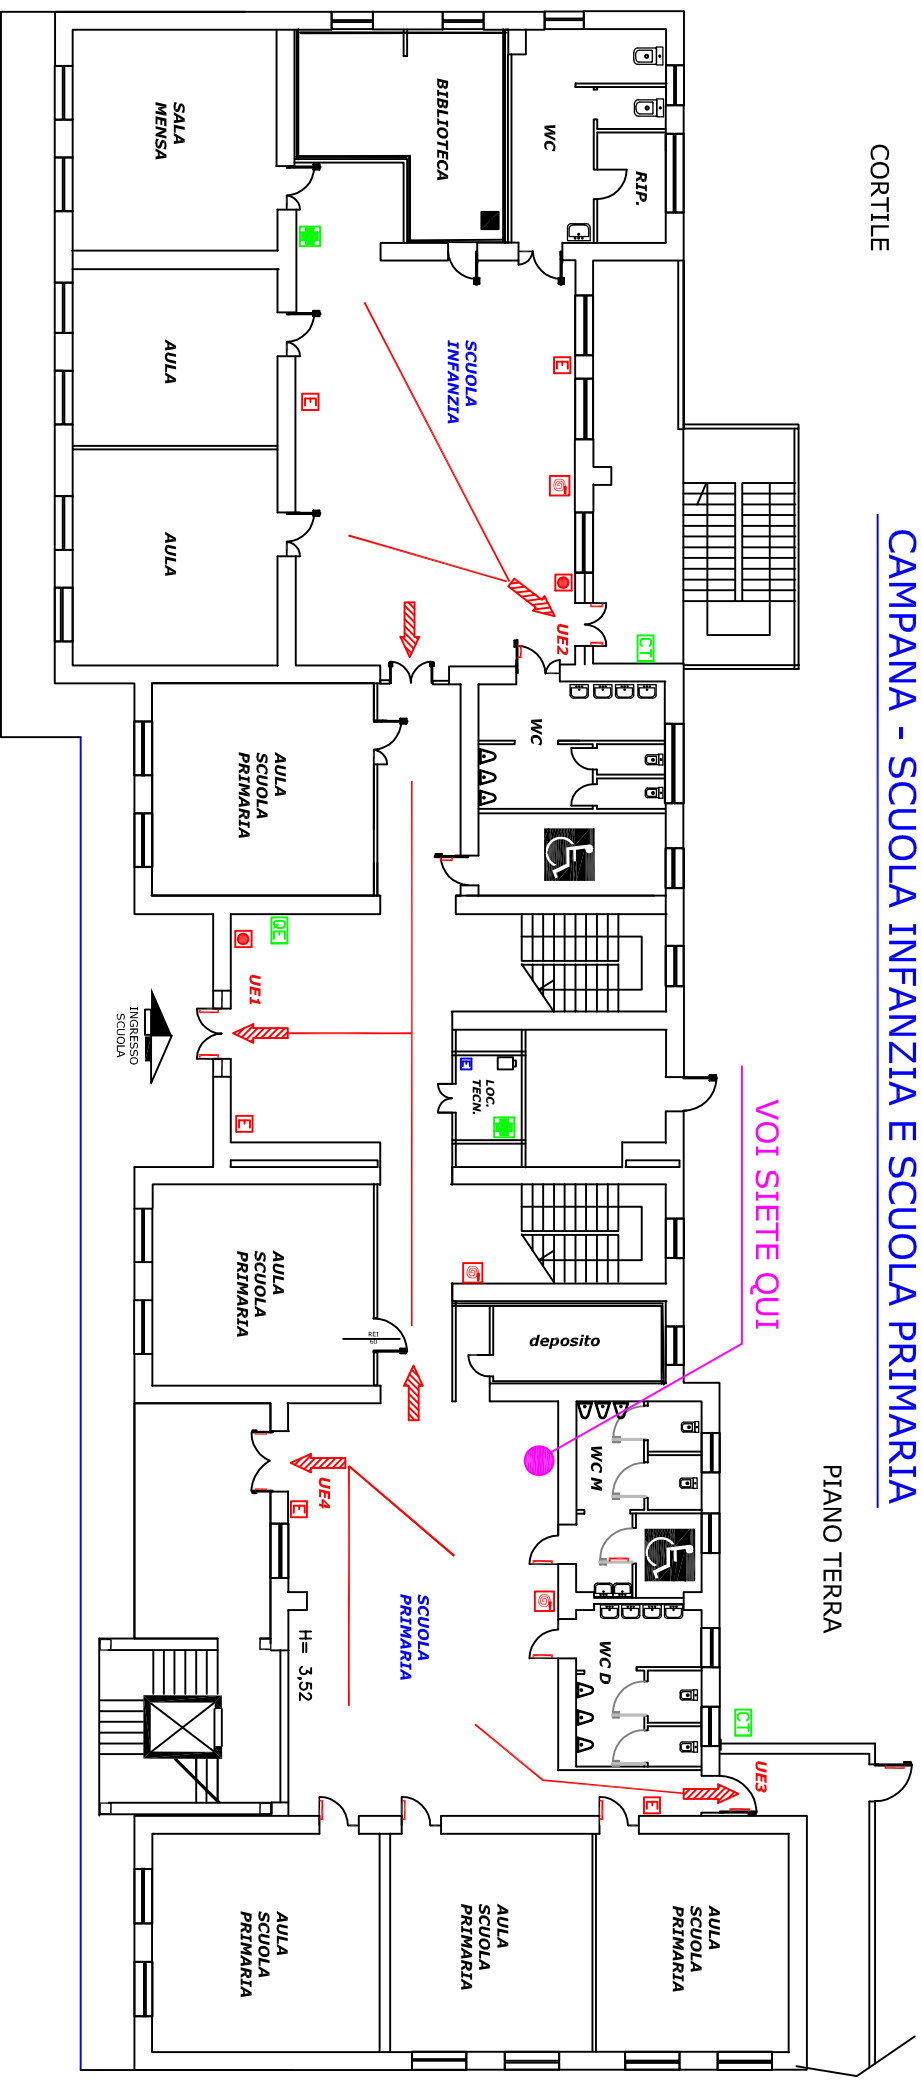 CAMPANA - SCUOLA INFANZIA E SCUOLA PRIMARIA
CORTILE
PIANO TERRA
VOI SIETE QUI
RIP.
WC
BIBLIOTECA
SALA
MENSA
SCUOLA
INFANZIA
E
E
AULA
AULA
UE2
CT
WC
AULA
SCUOLA
PRIMARIA
QE
UE1
INGRESSO
SCUOLA
E
E
LOC.
TECN.
AULA
SCUOLA
PRIMARIA
REI
60
deposito
WC M
UE4
E
SCUOLA
PRIMARIA
H= 3,52
WC D
CT
UE3
E
AULA
SCUOLA
PRIMARIA
AULA
SCUOLA
PRIMARIA
AULA
SCUOLA
PRIMARIA